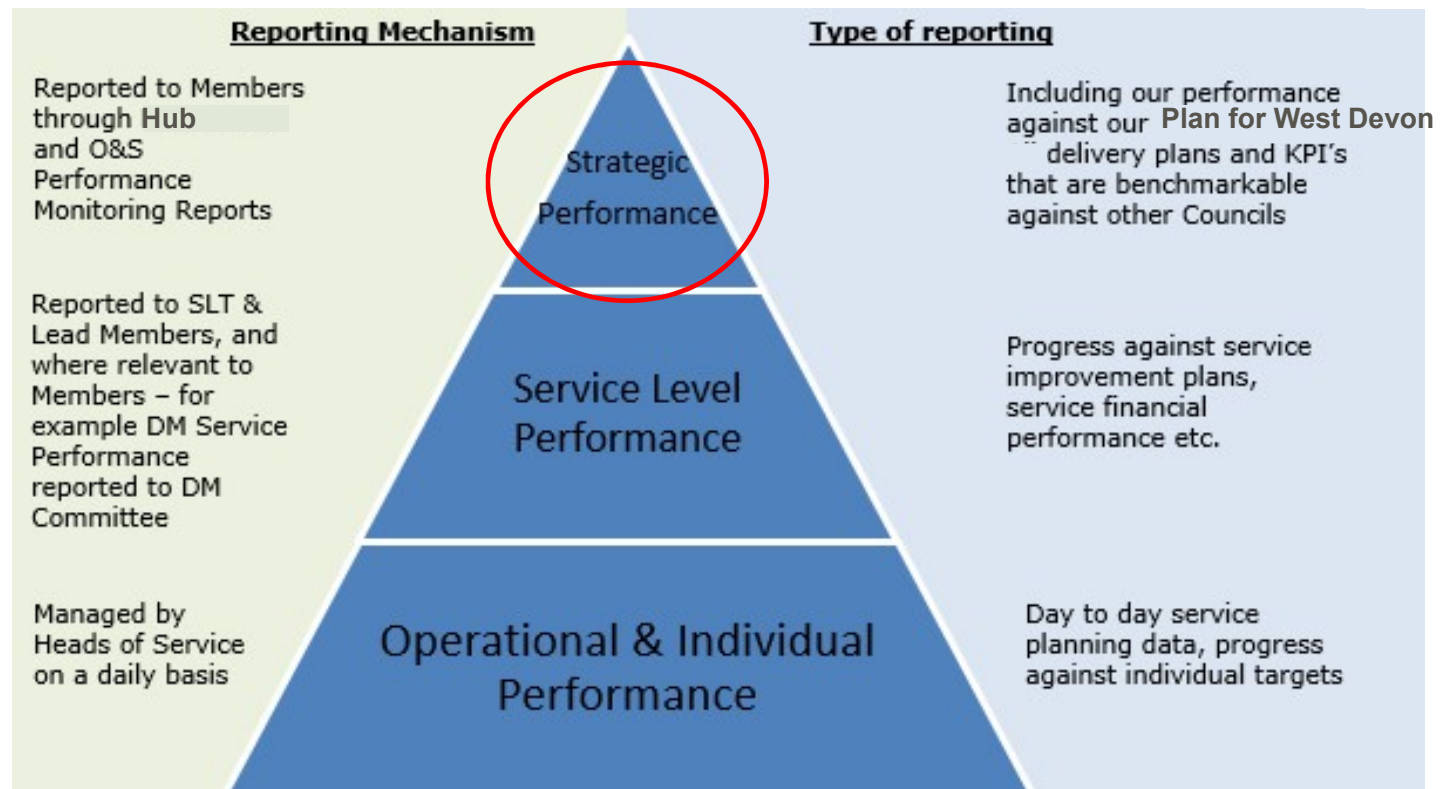 Reporting Mechanism
Type of reporting
Reported to Members
through Hub
and O&S
Performance
Monitoring Reports
Strategic
Performance
Including our performance
against our Plan for West Devon
delivery plans and KPI's
that are benchmarkable
against other Councils
Reported to SLT &
Lead Members, and
where relevant to
Members – for
example DM Service
Performance
reported to DM
Committee
Service Level
Performance
Progress against service
improvement plans,
service financial
performance etc.
Managed by
Heads of Service
on a daily basis
Operational & Individual
Performance
Day to day service
planning data, progress
against individual targets